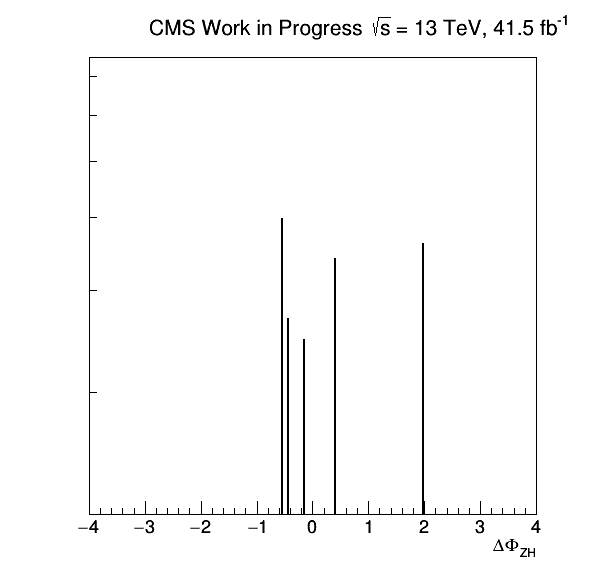 CMS Work in Progress √s = 13 TeV, 41.5 fb⁻¹
−4 −3 −2 −1 0 1 2 3 4
ΔΦ_ZH